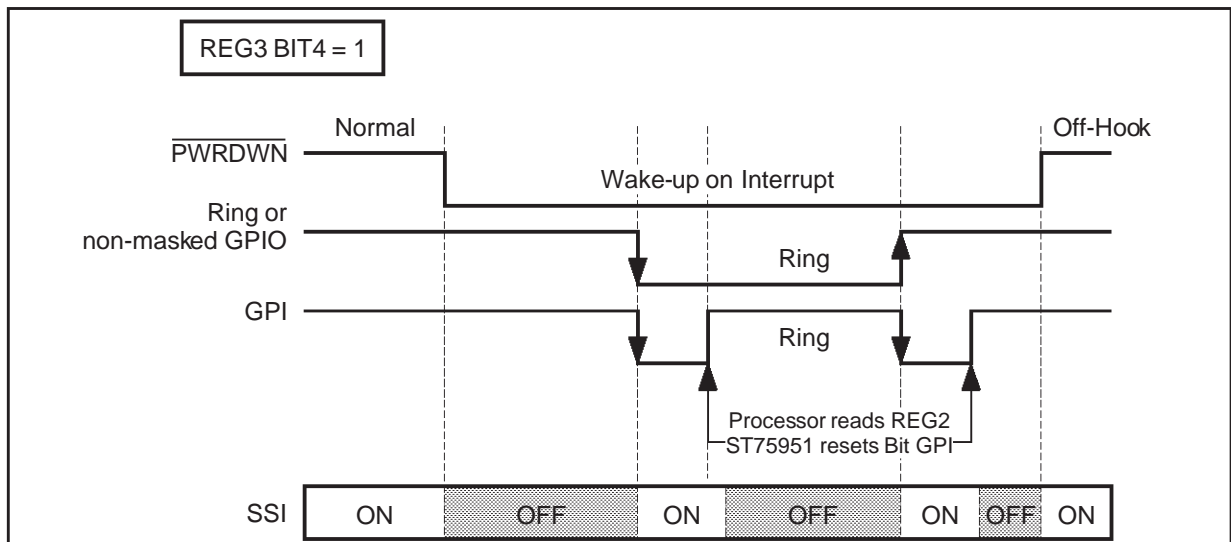 REG3 BIT4 = 1
Normal
Off-Hook
PWRDWN
Wake-up on Interrupt
Ring or
non-masked GPIO
Ring
GPI
Ring
Processor reads REG2
ST75951 resets Bit GPI
SSI
ON
OFF
ON
OFF
ON
OFF
ON